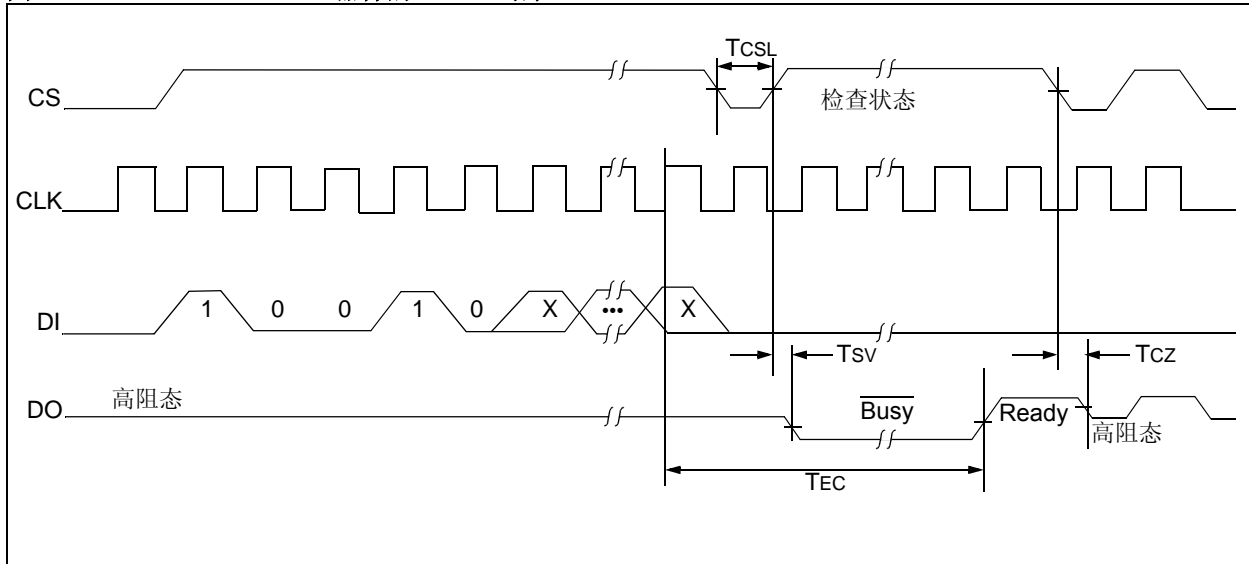 TCSL
CS
检查状态
CLK
DI
1 0 0 1 0 X ••• X
TSV
TCZ
DO
高阻态
Busy
Ready
高阻态
TEC